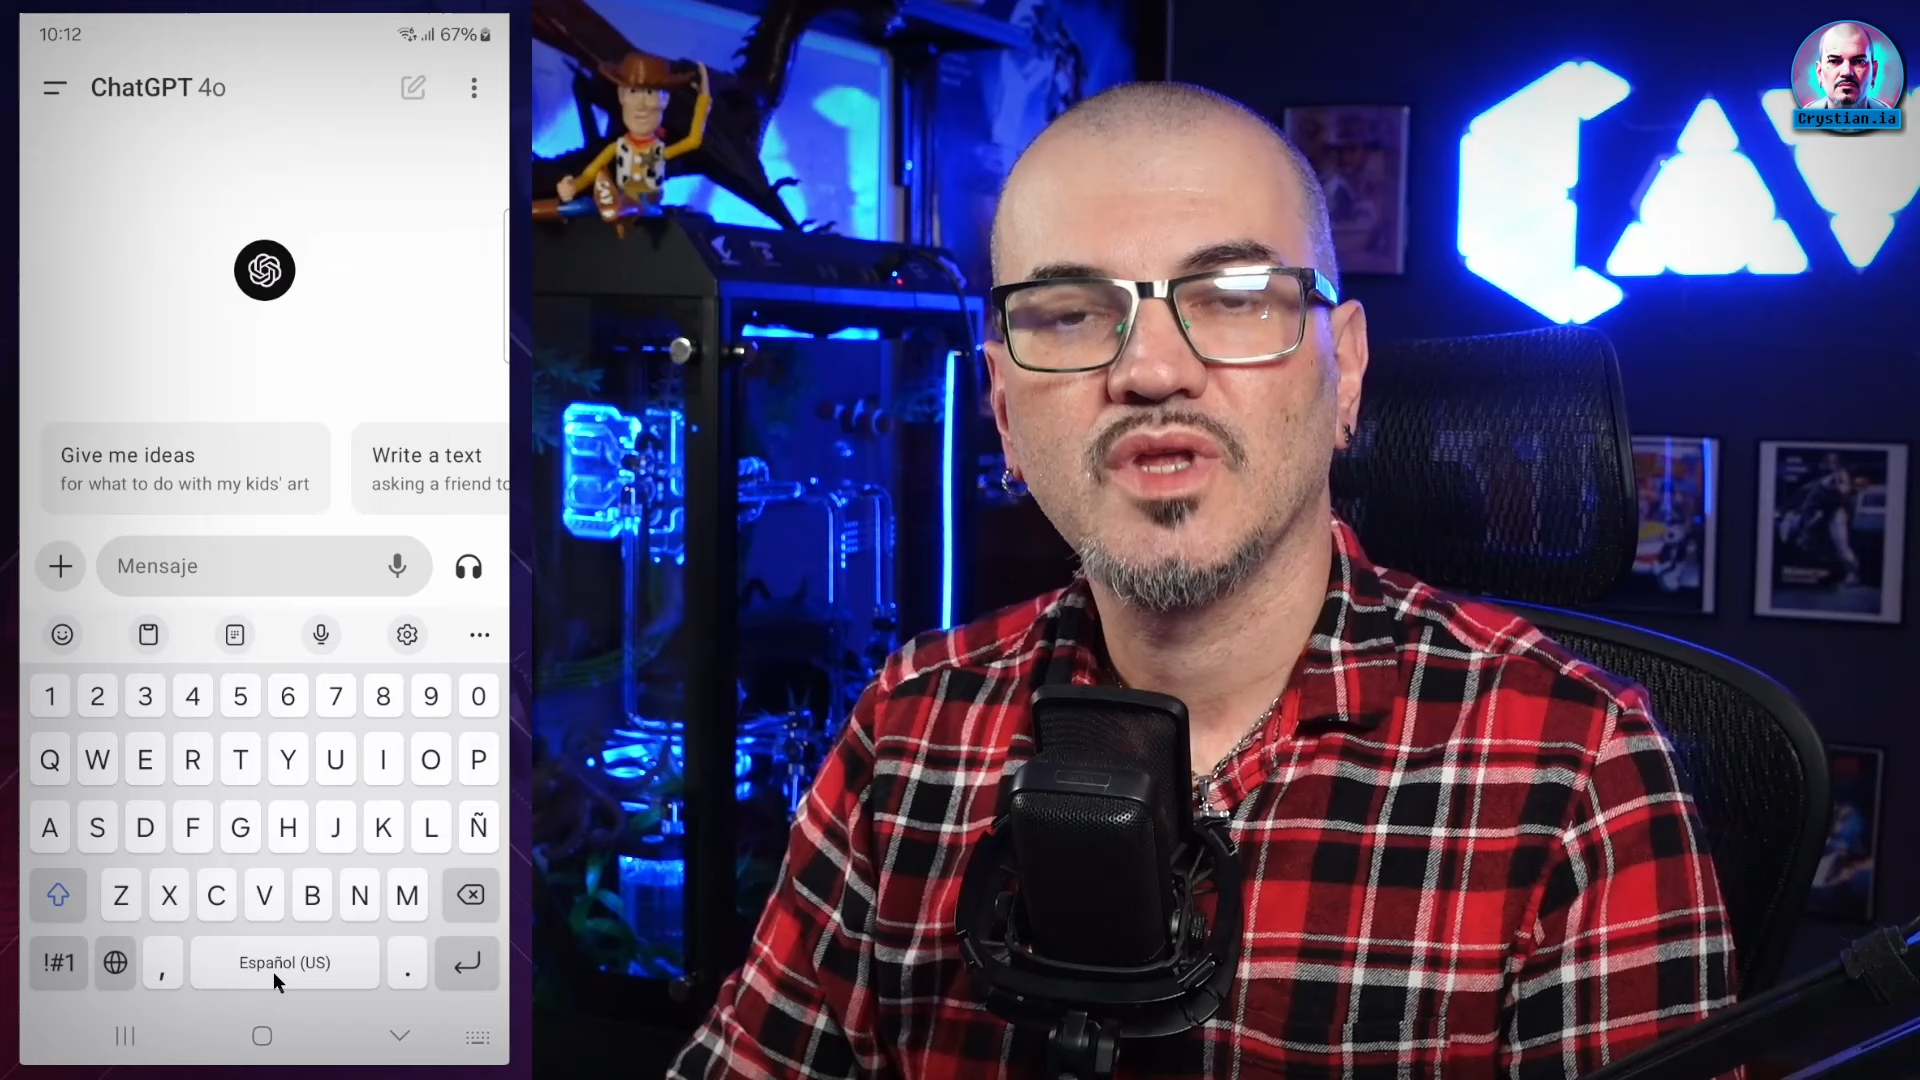 10:12
67%
ChatGPT 4o
Give me ideas
for what to do with my kids' art
Write a text
asking a friend to
Mensaje
1 2 3 4 5 6 7 8 9 0
Q W E R T Y U I O P
A S D F G H J K L Ñ
Z X C V B N M
!#1 , Español (US) .
CAV
Crystian.ia